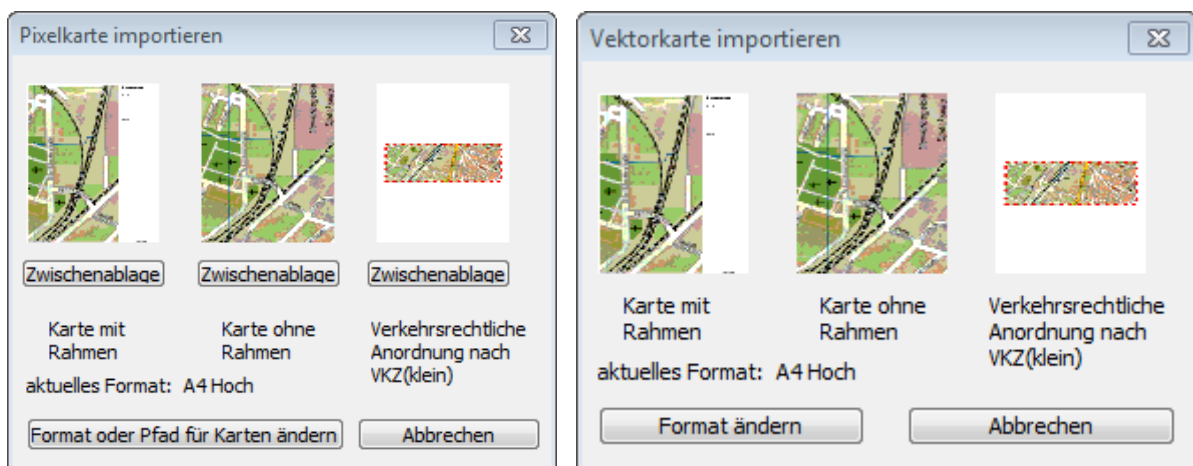 Pixelkarte importieren
Zwischenablage Zwischenablage Zwischenablage
Karte mit Rahmen
Karte ohne Rahmen
Verkehrsrechtliche Anordnung nach VKZ(klein)
aktuelles Format: A4 Hoch
Format oder Pfad für Karten ändern Abbrechen
Vektorkarte importieren
Karte mit Rahmen
Karte ohne Rahmen
Verkehrsrechtliche Anordnung nach VKZ(klein)
aktuelles Format: A4 Hoch
Format ändern Abbrechen